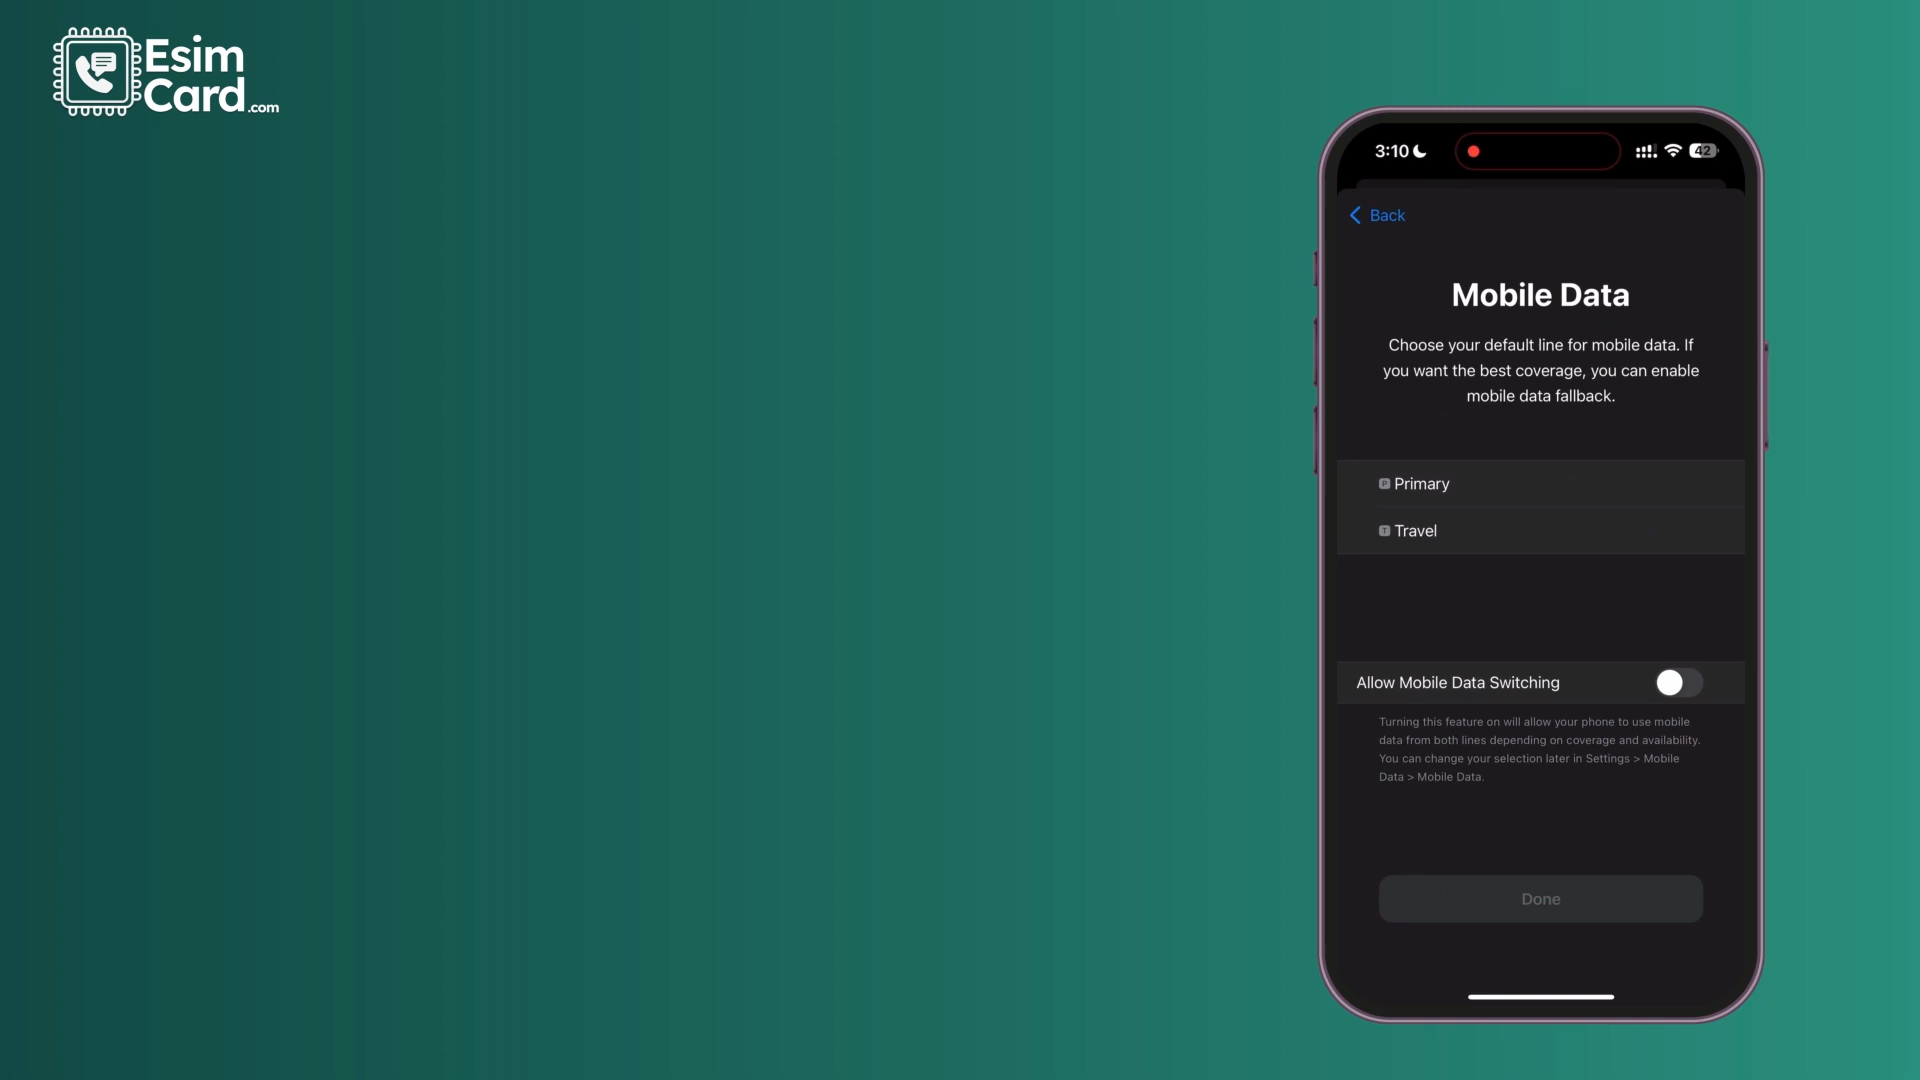 Esim
Card.com
3:10
42
Back
Mobile Data
Choose your default line for mobile data. If
you want the best coverage, you can enable
mobile data fallback.
P Primary
T Travel
Allow Mobile Data Switching
Turning this feature on will allow your phone to use mobile
data from both lines depending on coverage and availability.
You can change your selection later in Settings > Mobile
Data > Mobile Data.
Done